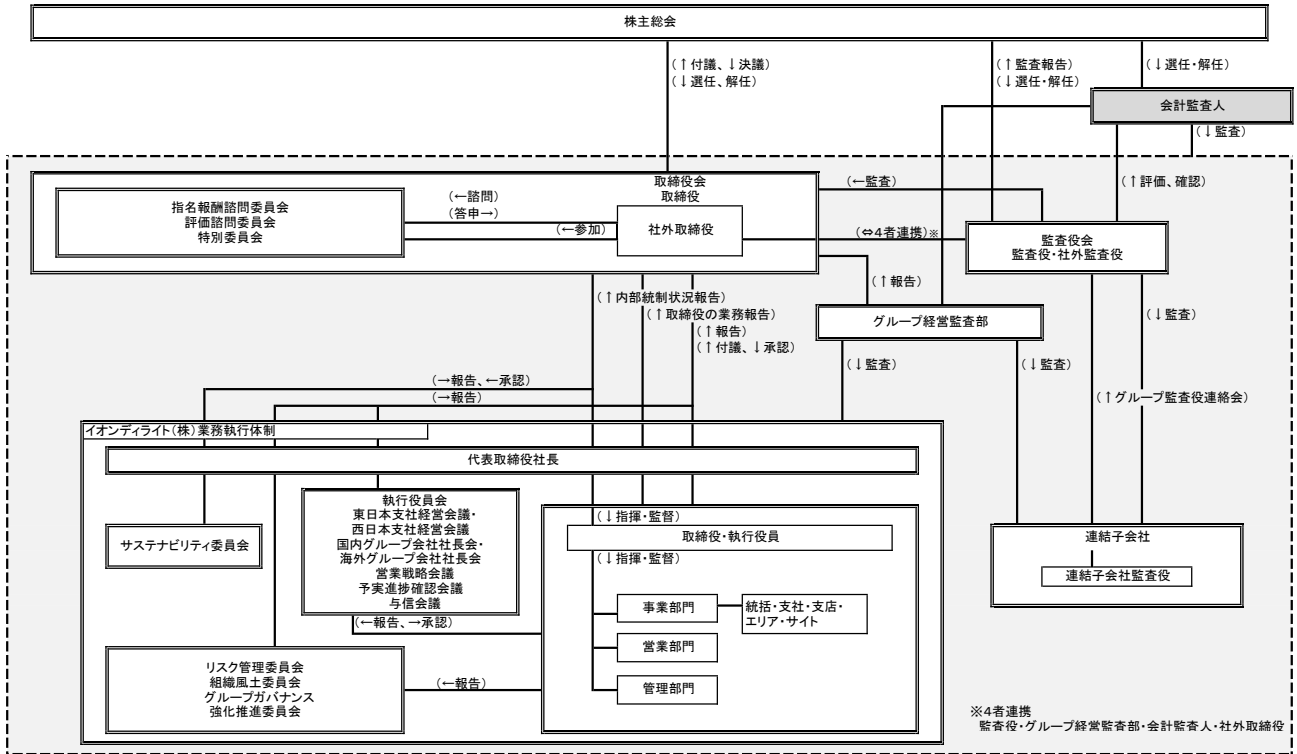 株主総会
(↑付議、↓決議)
(↓選任、解任)
(↑監査報告)
(↓選任・解任)
(↓選任・解任)
会計監査人
(↓監査)
(↑評価、確認)
取締役会
取締役
指名報酬諮問委員会
評価諮問委員会
特別委員会
(←諮問)
(答申→)
(←参加)
社外取締役
(←監査)
(⇔4者連携)※
監査役会
監査役・社外監査役
(↑報告)
グループ経営監査部
(↑内部統制状況報告)
(↑取締役の業務報告)
(↑報告)
(↑付議、↓承認)
(↓監査)
(↓監査)
(↓監査)
(↑グループ監査役連絡会)
(→報告、←承認)
(→報告)
イオンディライト(株)業務執行体制
代表取締役社長
サステナビリティ委員会
執行役員会
東日本支社経営会議・
西日本支社経営会議
国内グループ会社社長会・
海外グループ会社社長会
営業戦略会議
予実進捗確認会議
与信会議
(←報告、→承認)
(↓指揮・監督)
取締役・執行役員
(↓指揮・監督)
事業部門
統括・支社・支店・
エリア・サイト
営業部門
管理部門
リスク管理委員会
組織風土委員会
グループガバナンス
強化推進委員会
(←報告)
連結子会社
連結子会社監査役
※4者連携
監査役・グループ経営監査部・会計監査人・社外取締役